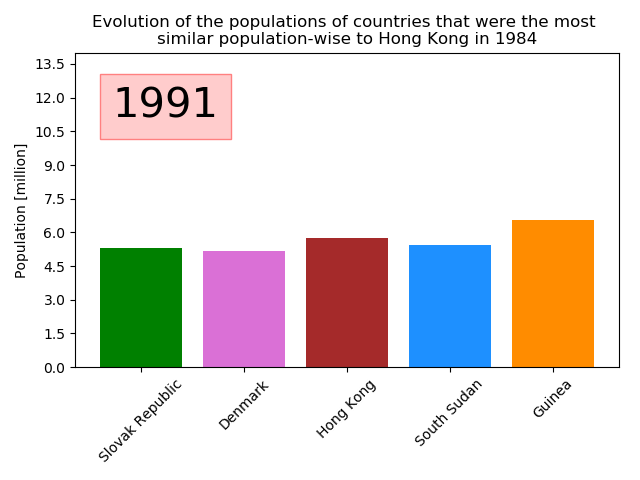 Evolution of the populations of countries that were the most
similar population-wise to Hong Kong in 1984
1991
Population [million]
13.5
12.0
10.5
9.0
7.5
6.0
4.5
3.0
1.5
0.0
Slovak Republic
Denmark
Hong Kong
South Sudan
Guinea